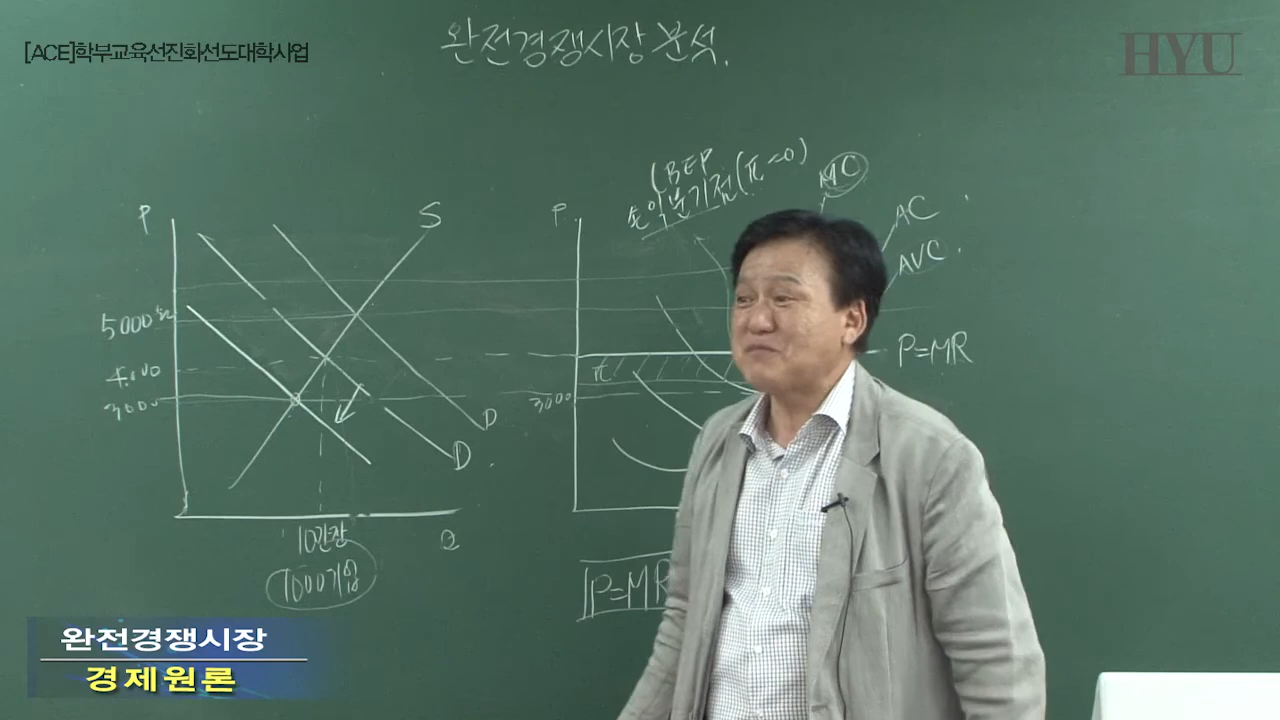 [ACE]학부교육선진화선도대학사업
완전경쟁시장 분석.
HYU
BEP
손익분기점(π=0)
MC
AC
AVC
P
S
P
5000원
4000
3000
P=MR
π
3000
D
D
10만장
Q
1000기업
P=MR
완전경쟁시장
경제원론